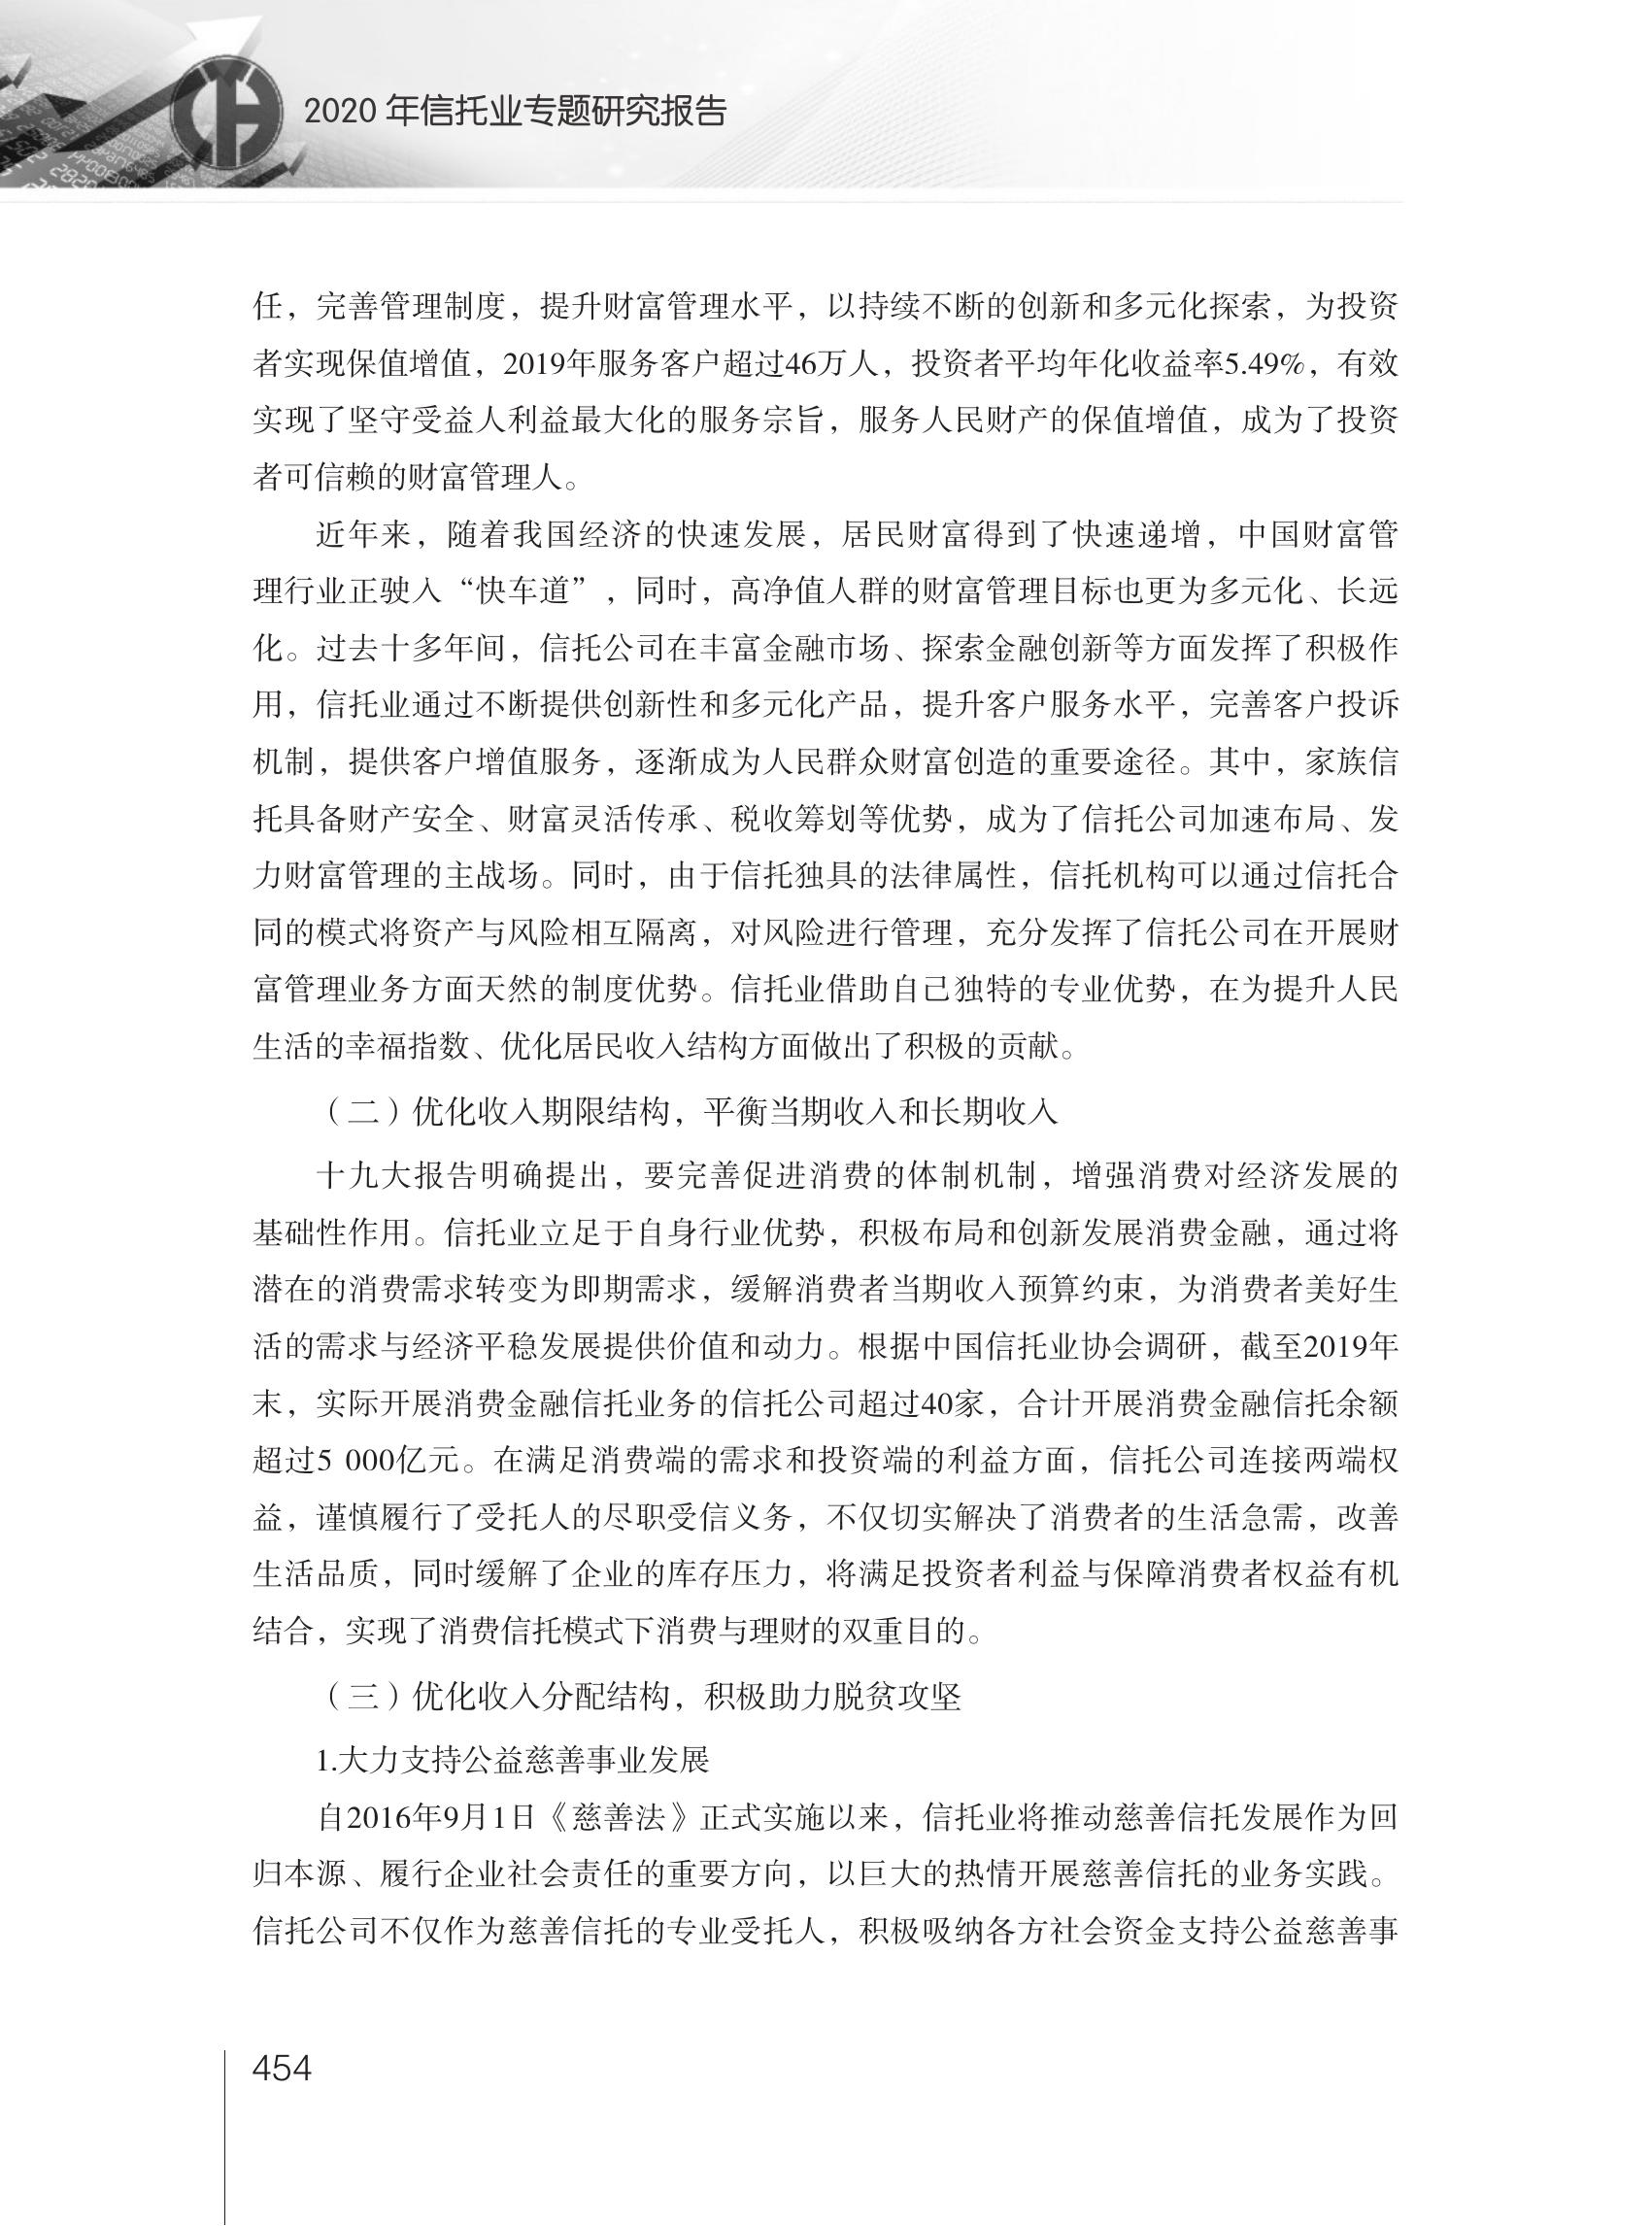 2020 年信托业专题研究报告
任，完善管理制度，提升财富管理水平，以持续不断的创新和多元化探索，为投资
者实现保值增值，2019年服务客户超过46万人，投资者平均年化收益率5.49%，有效
实现了坚守受益人利益最大化的服务宗旨，服务人民财产的保值增值，成为了投资
者可信赖的财富管理人。
近年来，随着我国经济的快速发展，居民财富得到了快速递增，中国财富管
理行业正驶入“快车道”，同时，高净值人群的财富管理目标也更为多元化、长远
化。过去十多年间，信托公司在丰富金融市场、探索金融创新等方面发挥了积极作
用，信托业通过不断提供创新性和多元化产品，提升客户服务水平，完善客户投诉
机制，提供客户增值服务，逐渐成为人民群众财富创造的重要途径。其中，家族信
托具备财产安全、财富灵活传承、税收筹划等优势，成为了信托公司加速布局、发
力财富管理的主战场。同时，由于信托独具的法律属性，信托机构可以通过信托合
同的模式将资产与风险相互隔离，对风险进行管理，充分发挥了信托公司在开展财
富管理业务方面天然的制度优势。信托业借助自己独特的专业优势，在为提升人民
生活的幸福指数、优化居民收入结构方面做出了积极的贡献。
（二）优化收入期限结构，平衡当期收入和长期收入
十九大报告明确提出，要完善促进消费的体制机制，增强消费对经济发展的
基础性作用。信托业立足于自身行业优势，积极布局和创新发展消费金融，通过将
潜在的消费需求转变为即期需求，缓解消费者当期收入预算约束，为消费者美好生
活的需求与经济平稳发展提供价值和动力。根据中国信托业协会调研，截至2019年
末，实际开展消费金融信托业务的信托公司超过40家，合计开展消费金融信托余额
超过5 000亿元。在满足消费端的需求和投资端的利益方面，信托公司连接两端权
益，谨慎履行了受托人的尽职受信义务，不仅切实解决了消费者的生活急需，改善
生活品质，同时缓解了企业的库存压力，将满足投资者利益与保障消费者权益有机
结合，实现了消费信托模式下消费与理财的双重目的。
（三）优化收入分配结构，积极助力脱贫攻坚
1.大力支持公益慈善事业发展
自2016年9月1日《慈善法》正式实施以来，信托业将推动慈善信托发展作为回
归本源、履行企业社会责任的重要方向，以巨大的热情开展慈善信托的业务实践。
信托公司不仅作为慈善信托的专业受托人，积极吸纳各方社会资金支持公益慈善事
454